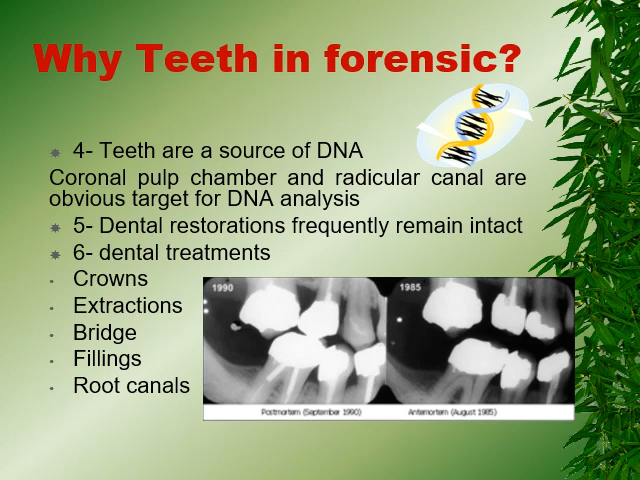 Why Teeth in forensic?
4- Teeth are a source of DNA
Coronal pulp chamber and radicular canal are
obvious target for DNA analysis
5- Dental restorations frequently remain intact
6- dental treatments
Crowns
Extractions
Bridge
Fillings
Root canals
1990
1985
Postmortem (September 1990)
Antemortem (August 1985)